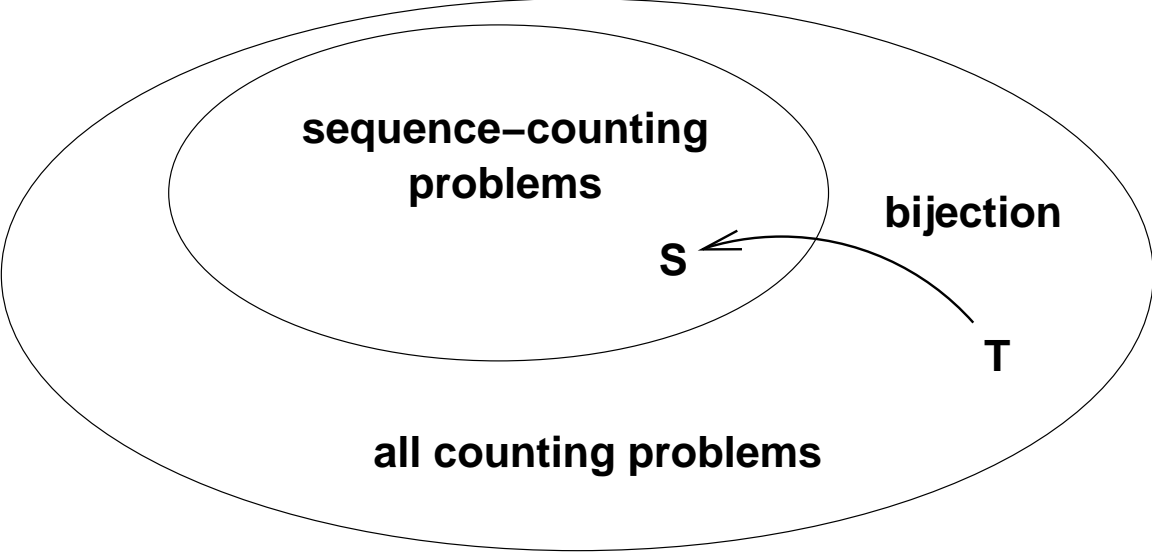 sequence−counting
problems
bijection
S
T
all counting problems